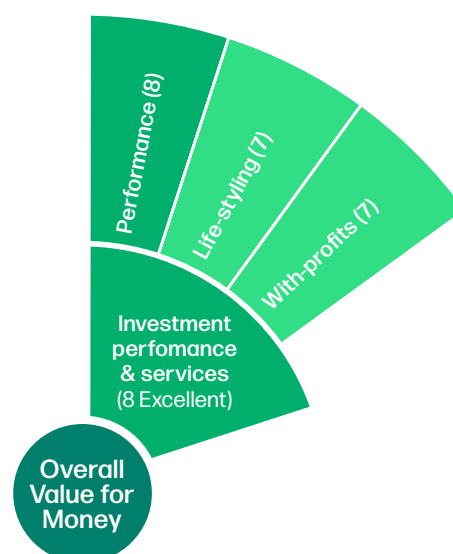 Performance (8)
Life-styling (7)
With-profits (7)
Investment
perfomance
& services
(8 Excellent)
Overall
Value for
Money